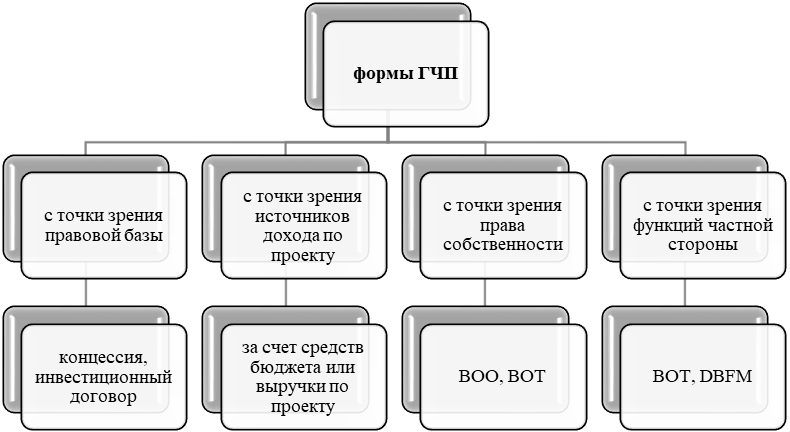 формы ГЧП
с точки зрения
правовой базы
с точки зрения
источников
дохода по
проекту
с точки зрения
права
собственности
с точки зрения
функций частной
стороны
концессия,
инвестиционный
договор
за счет средств
бюджета или
выручки по
проекту
BOO, BOT
BOT, DBFM